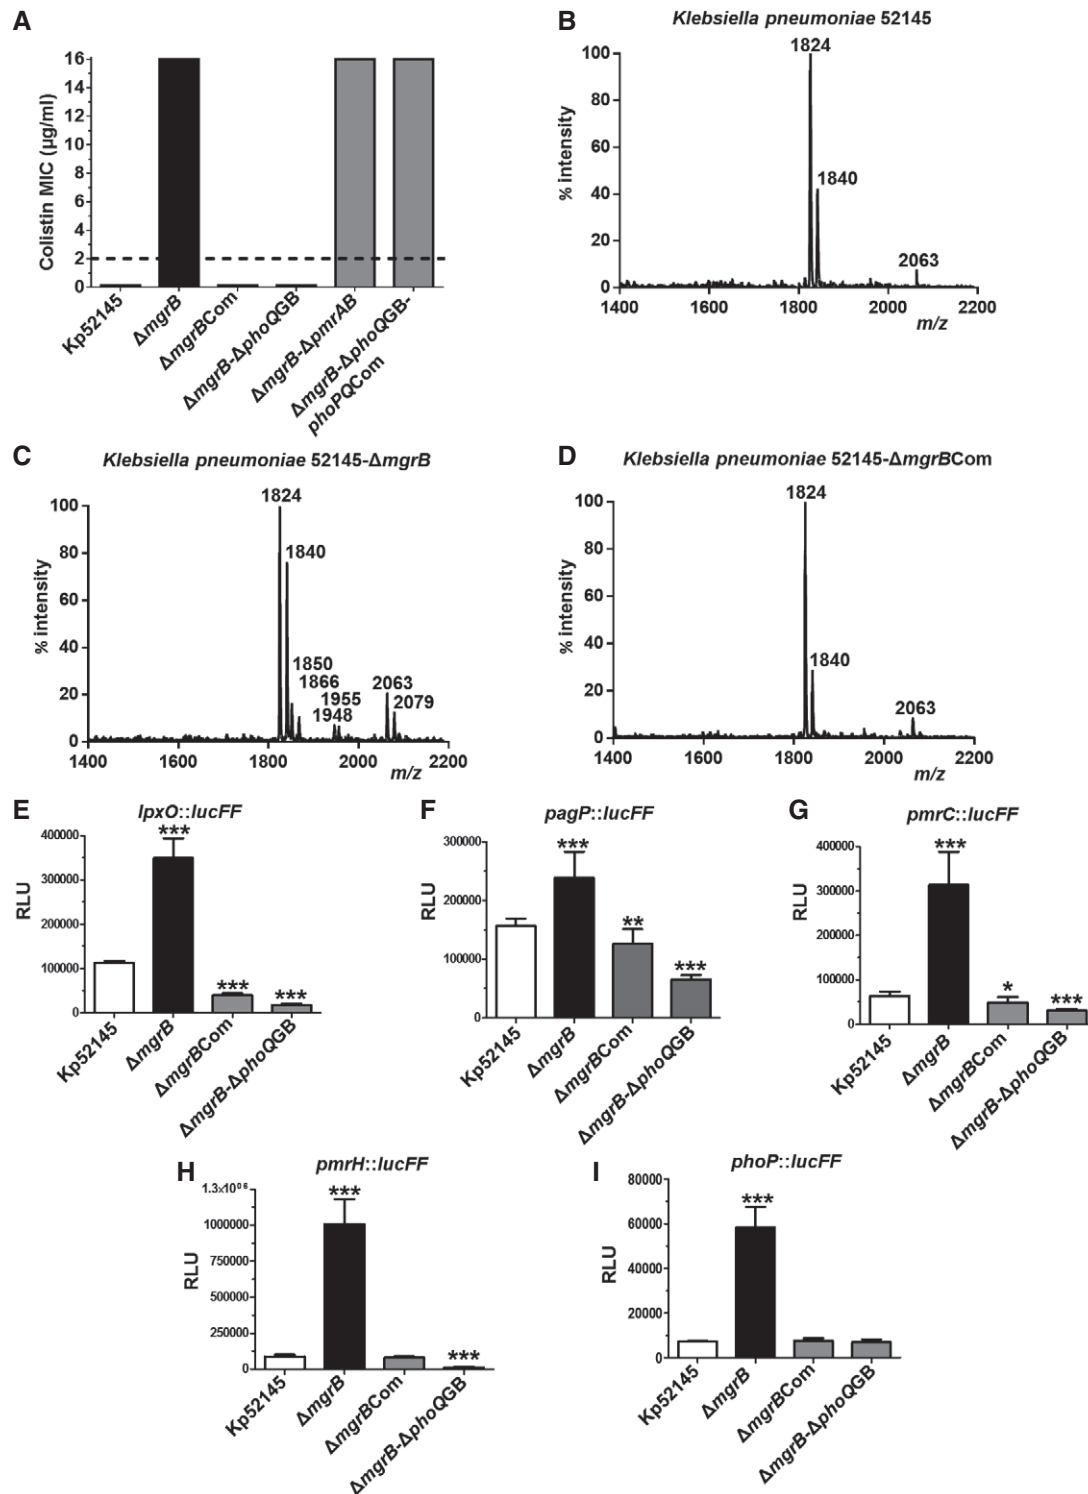 A
Colistin MIC (µg/ml)
16
14
12
10
8
6
4
2
0
Kp52145
ΔmgrB
ΔmgrBCom
ΔmgrB-ΔphoQGB
ΔmgrB-ΔpmrAB
ΔmgrB-ΔphoQGB-
phoPQCom
B
Klebsiella pneumoniae 52145
% intensity
100
80
60
40
20
0
1824
1840
2063
1400
1600
1800
2000
2200
m/z
C
Klebsiella pneumoniae 52145-ΔmgrB
% intensity
100
80
60
40
20
0
1824
1840
1850
1866
1955
1948
2063
2079
1400
1600
1800
2000
2200
m/z
D
Klebsiella pneumoniae 52145-ΔmgrBCom
% intensity
100
80
60
40
20
0
1824
1840
2063
1400
1600
1800
2000
2200
m/z
E
lpxO::lucFF
RLU
400000
300000
200000
100000
0
***
***
***
Kp52145
ΔmgrB
ΔmgrBCom
ΔmgrB-ΔphoQGB
F
pagP::lucFF
RLU
300000
200000
100000
0
***
**
***
Kp52145
ΔmgrB
ΔmgrBCom
ΔmgrB-ΔphoQGB
G
pmrC::lucFF
RLU
400000
300000
200000
100000
0
***
*
***
Kp52145
ΔmgrB
ΔmgrBCom
ΔmgrB-ΔphoQGB
H
pmrH::lucFF
RLU
1.3×10⁶
1000000
750000
500000
250000
0
***
***
Kp52145
ΔmgrB
ΔmgrBCom
ΔmgrB-ΔphoQGB
I
phoP::lucFF
RLU
80000
60000
40000
20000
0
***
Kp52145
ΔmgrB
ΔmgrBCom
ΔmgrB-ΔphoQGB